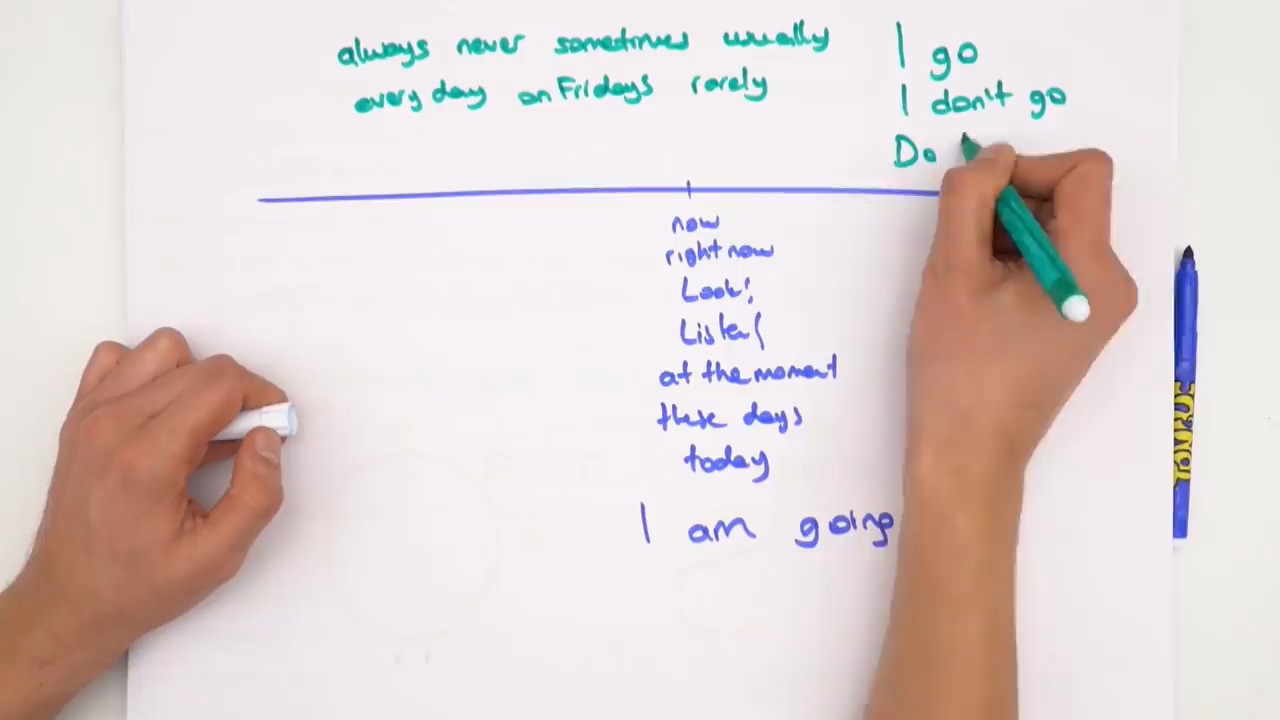 always never sometimes usually
every day on Fridays rarely
I go
I don't go
Do
now
right now
Look!
Listen!
at the moment
these days
today
I am going